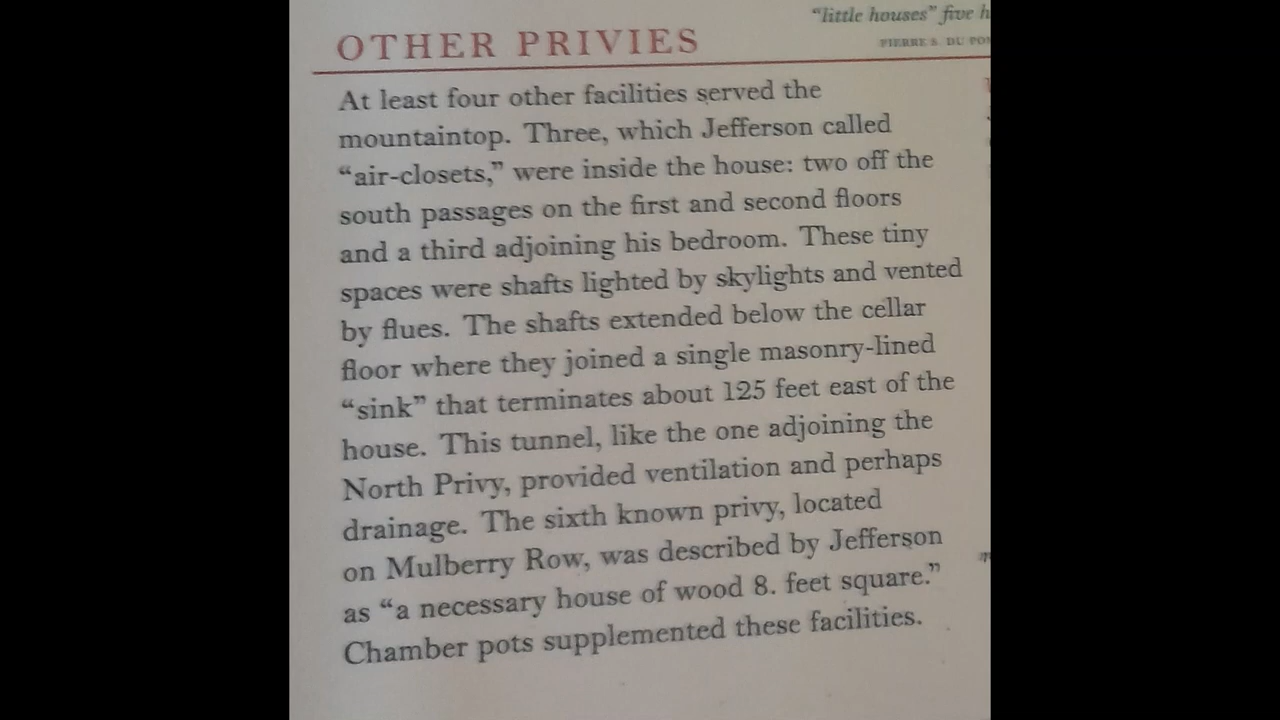 "little houses" five h
PIERRE S. DU PON
OTHER PRIVIES
At least four other facilities served the
mountaintop. Three, which Jefferson called
"air-closets," were inside the house: two off the
south passages on the first and second floors
and a third adjoining his bedroom. These tiny
spaces were shafts lighted by skylights and vented
by flues. The shafts extended below the cellar
floor where they joined a single masonry-lined
"sink" that terminates about 125 feet east of the
house. This tunnel, like the one adjoining the
North Privy, provided ventilation and perhaps
drainage. The sixth known privy, located
on Mulberry Row, was described by Jefferson
as "a necessary house of wood 8. feet square."
Chamber pots supplemented these facilities.